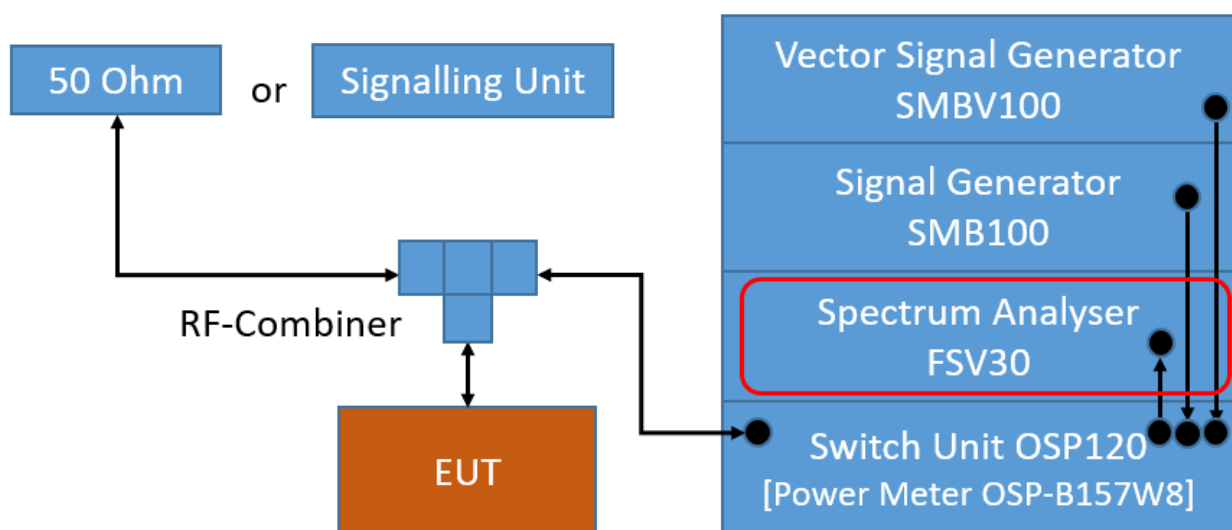 50 Ohm
or
Signalling Unit
RF-Combiner
EUT
Vector Signal Generator
SMBV100
Signal Generator
SMB100
Spectrum Analyser
FSV30
Switch Unit OSP120
[Power Meter OSP-B157W8]